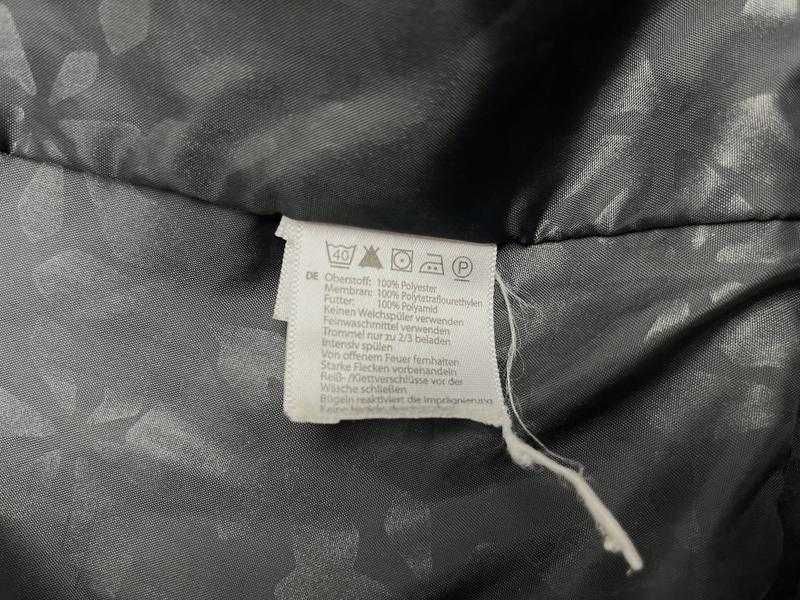 40 P
DE Oberstoff: 100% Polyester
Membran: 100% Polytetraflourethylen
Futter: 100% Polyamid
Keinen Weichspüler verwenden
Feinwaschmittel verwenden
Trommel nur zu 2/3 beladen
Intensiv spülen
Von offenem Feuer fernhalten
Starke Flecken vorbehandeln
Reiß- /Klettverschlüsse vor der
Wäsche schließen
Bügeln reaktiviert die Imprägnierung
Keine